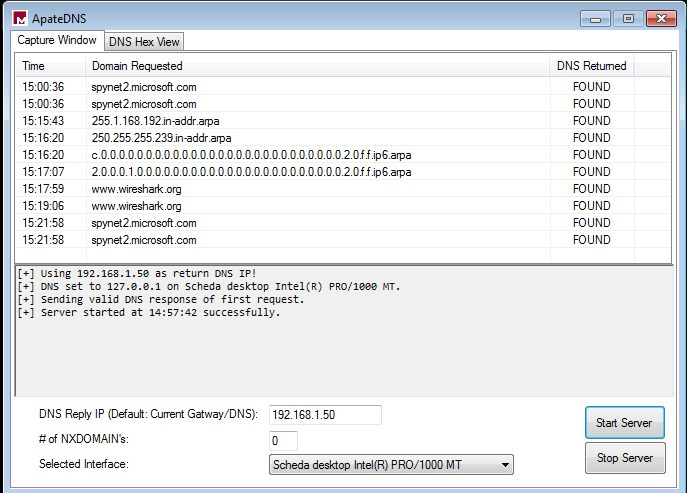 ApateDNS
Capture Window DNS Hex View
Time Domain Requested DNS Returned
15:00:36 spynet2.microsoft.com FOUND
15:00:36 spynet2.microsoft.com FOUND
15:15:43 255.1.168.192.in-addr.arpa FOUND
15:16:20 250.255.255.239.in-addr.arpa FOUND
15:16:20 c.0.0.0.0.0.0.0.0.0.0.0.0.0.0.0.0.0.0.0.0.0.0.0.0.0.0.0.2.0.f.f.ip6.arpa FOUND
15:17:07 2.0.0.0.1.0.0.0.0.0.0.0.0.0.0.0.0.0.0.0.0.0.0.0.0.0.0.0.2.0.f.f.ip6.arpa FOUND
15:17:59 www.wireshark.org FOUND
15:19:06 www.wireshark.org FOUND
15:21:58 spynet2.microsoft.com FOUND
15:21:58 spynet2.microsoft.com FOUND
[+] Using 192.168.1.50 as return DNS IP!
[+] DNS set to 127.0.0.1 on Scheda desktop Intel(R) PRO/1000 MT.
[+] Sending valid DNS response of first request.
[+] Server started at 14:57:42 successfully.
DNS Reply IP (Default: Current Gatway/DNS): 192.168.1.50
Start Server
# of NXDOMAIN's: 0
Stop Server
Selected Interface: Scheda desktop Intel(R) PRO/1000 MT